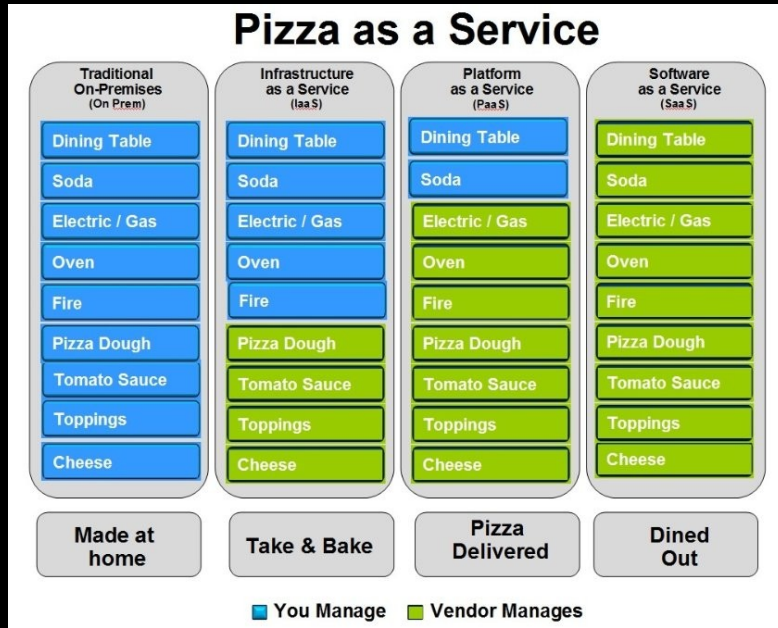 Pizza as a Service
Traditional
On-Premises
(On Prem)
Dining Table
Soda
Electric / Gas
Oven
Fire
Pizza Dough
Tomato Sauce
Toppings
Cheese
Made at
home
Infrastructure
as a Service
(IaaS)
Dining Table
Soda
Electric / Gas
Oven
Fire
Pizza Dough
Tomato Sauce
Toppings
Cheese
Take & Bake
Platform
as a Service
(PaaS)
Dining Table
Soda
Electric / Gas
Oven
Fire
Pizza Dough
Tomato Sauce
Toppings
Cheese
Pizza
Delivered
Software
as a Service
(SaaS)
Dining Table
Soda
Electric / Gas
Oven
Fire
Pizza Dough
Tomato Sauce
Toppings
Cheese
Dined
Out
You Manage
Vendor Manages